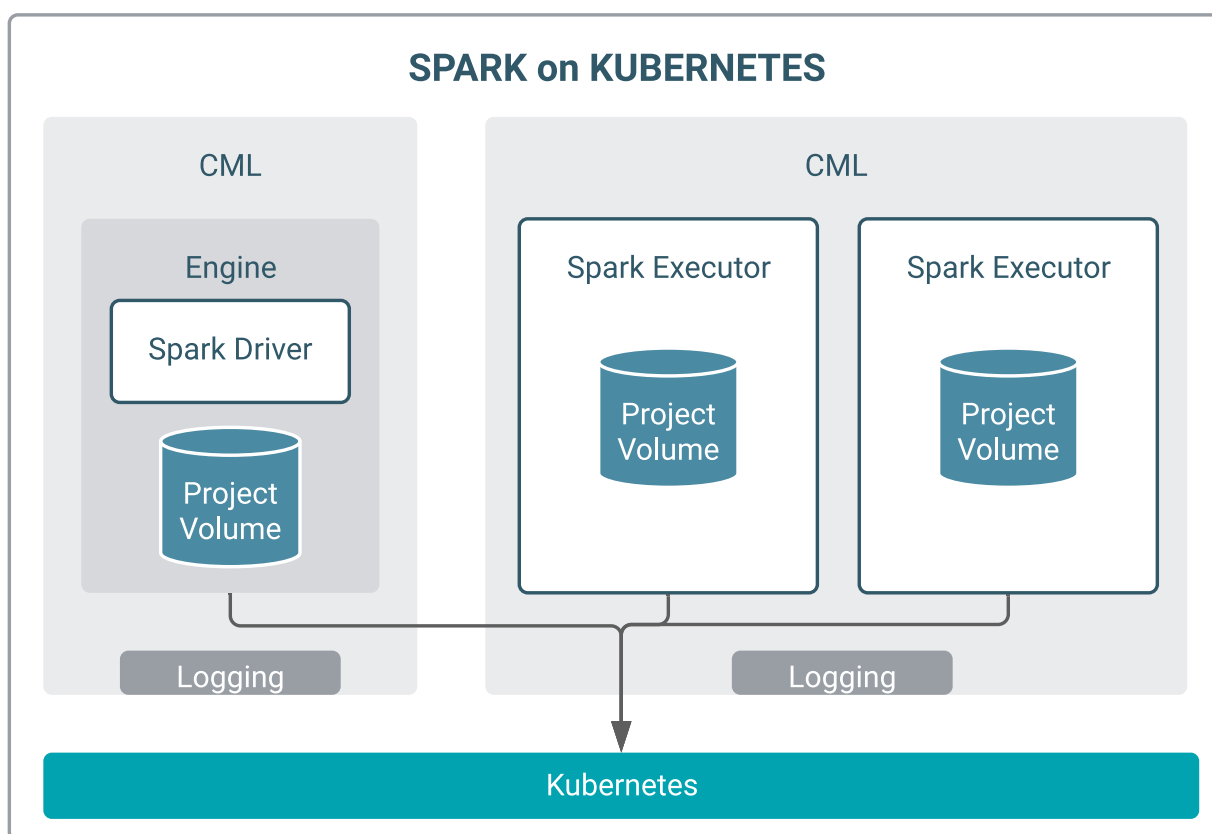 SPARK on KUBERNETES
CML
Engine
Spark Driver
Project
Volume
Logging
CML
Spark Executor
Project
Volume
Spark Executor
Project
Volume
Logging
Kubernetes